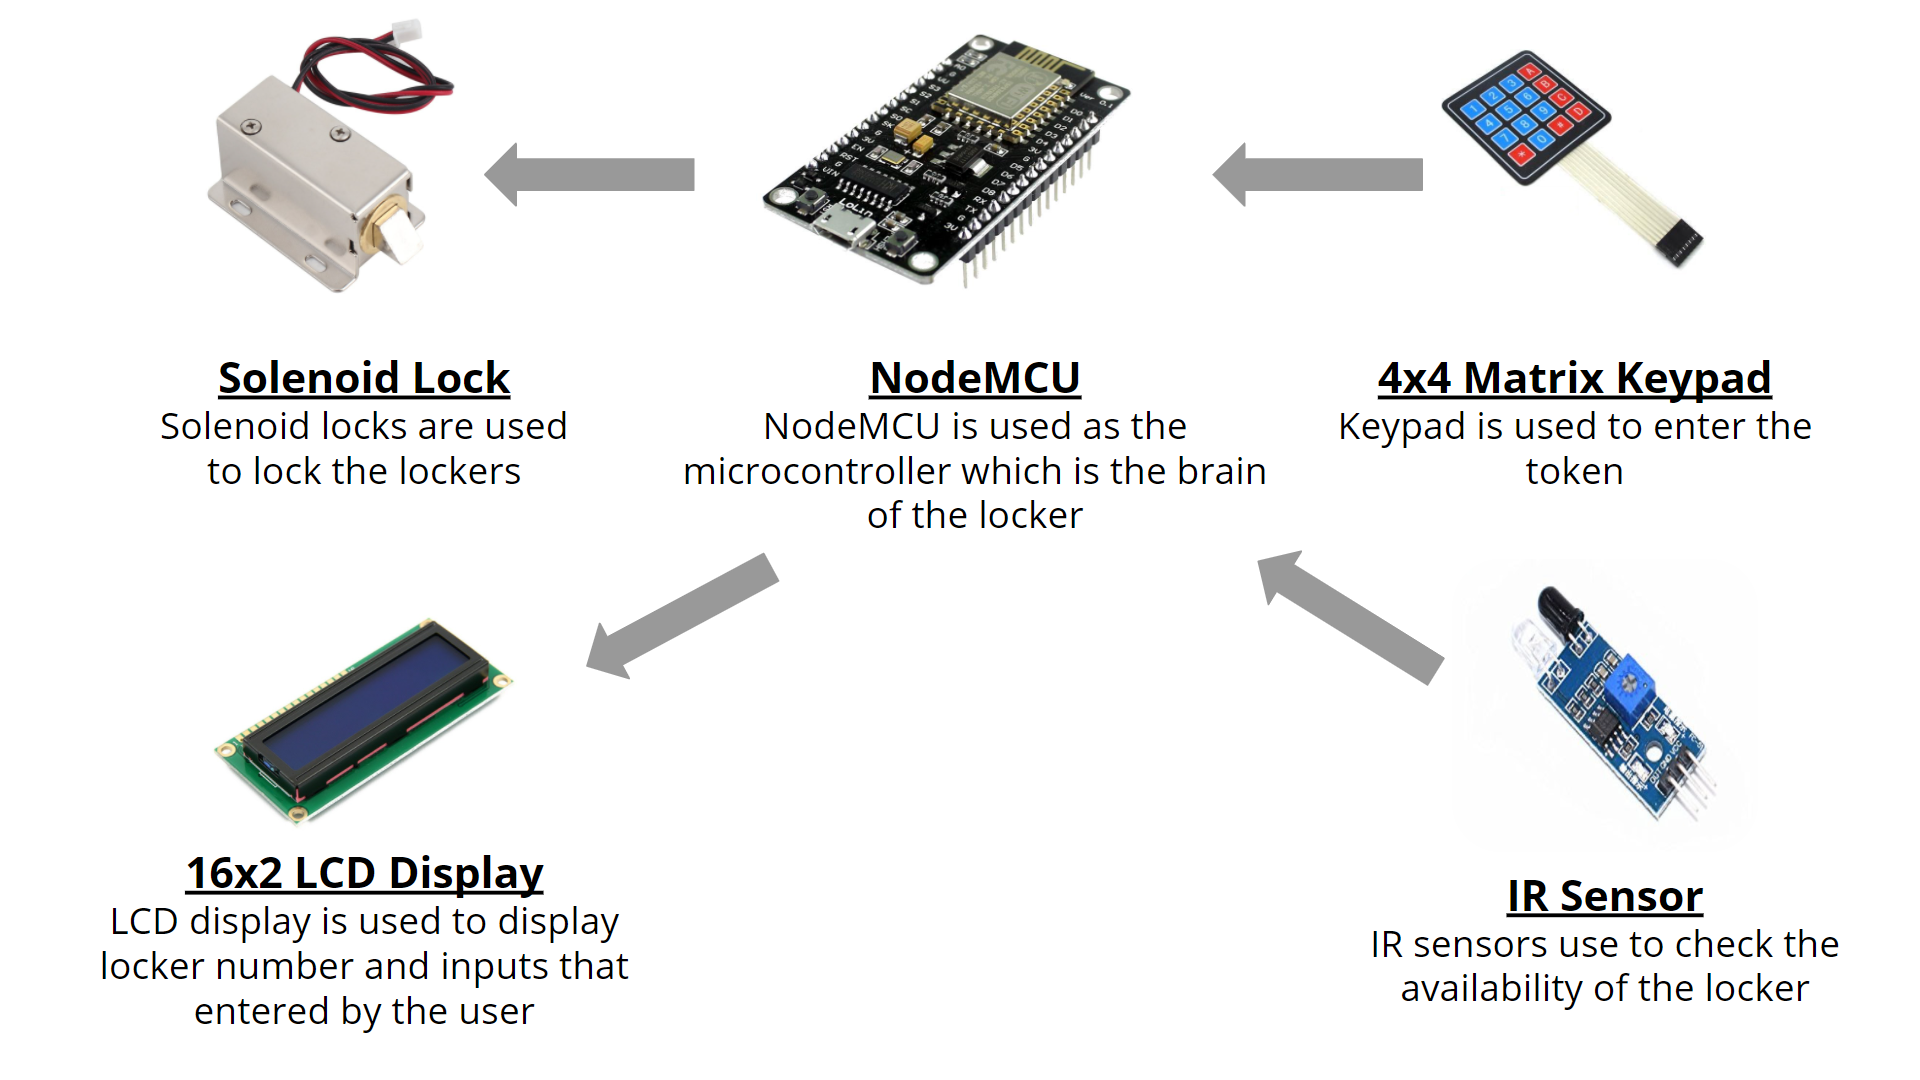 Solenoid Lock
Solenoid locks are used
to lock the lockers
NodeMCU
NodeMCU is used as the
microcontroller which is the brain
of the locker
4x4 Matrix Keypad
Keypad is used to enter the
token
16x2 LCD Display
LCD display is used to display
locker number and inputs that
entered by the user
IR Sensor
IR sensors use to check the
availability of the locker